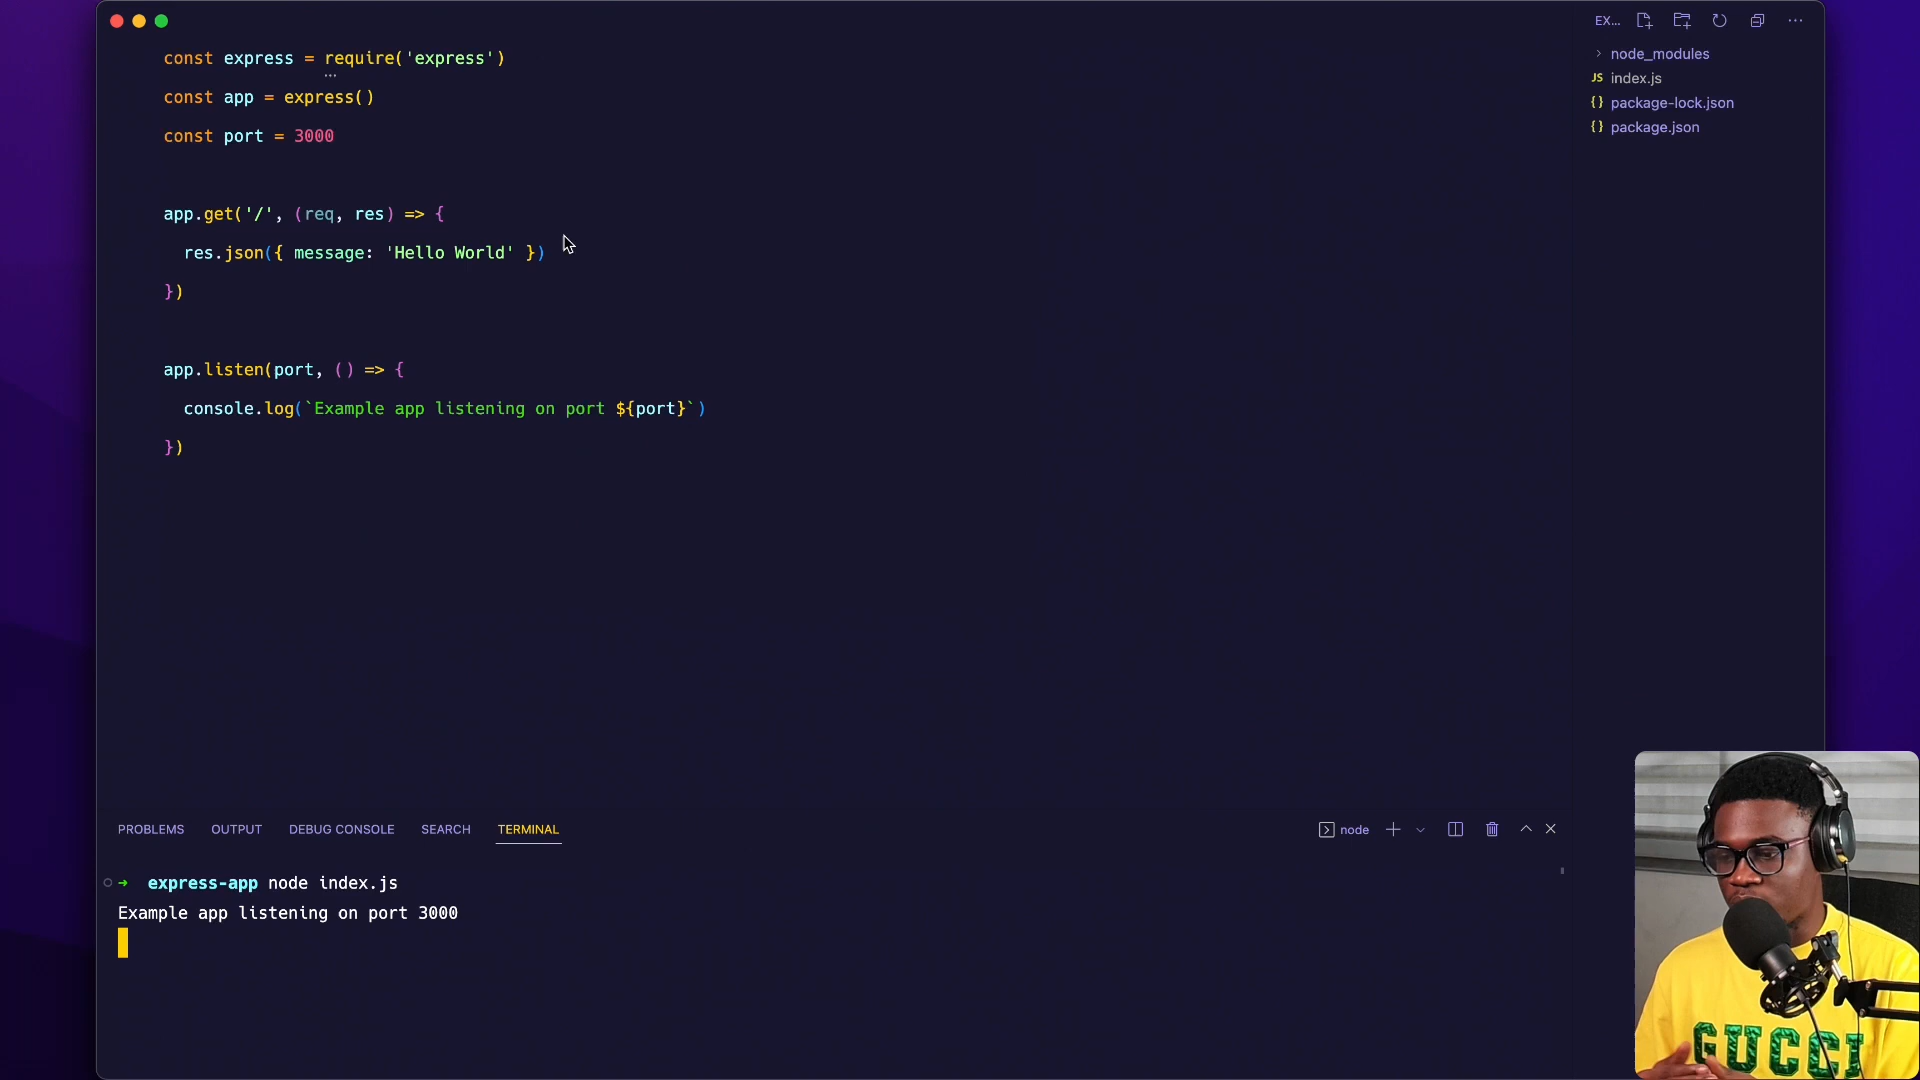 EX...
const express = require('express')
const app = express()
const port = 3000
app.get('/', (req, res) => {
res.json({ message: 'Hello World' })
})
app.listen(port, () => {
console.log(`Example app listening on port ${port}`)
})
node_modules
JS index.js
{} package-lock.json
{} package.json
PROBLEMS OUTPUT DEBUG CONSOLE SEARCH TERMINAL
node
→ express-app node index.js
Example app listening on port 3000
GUCCI